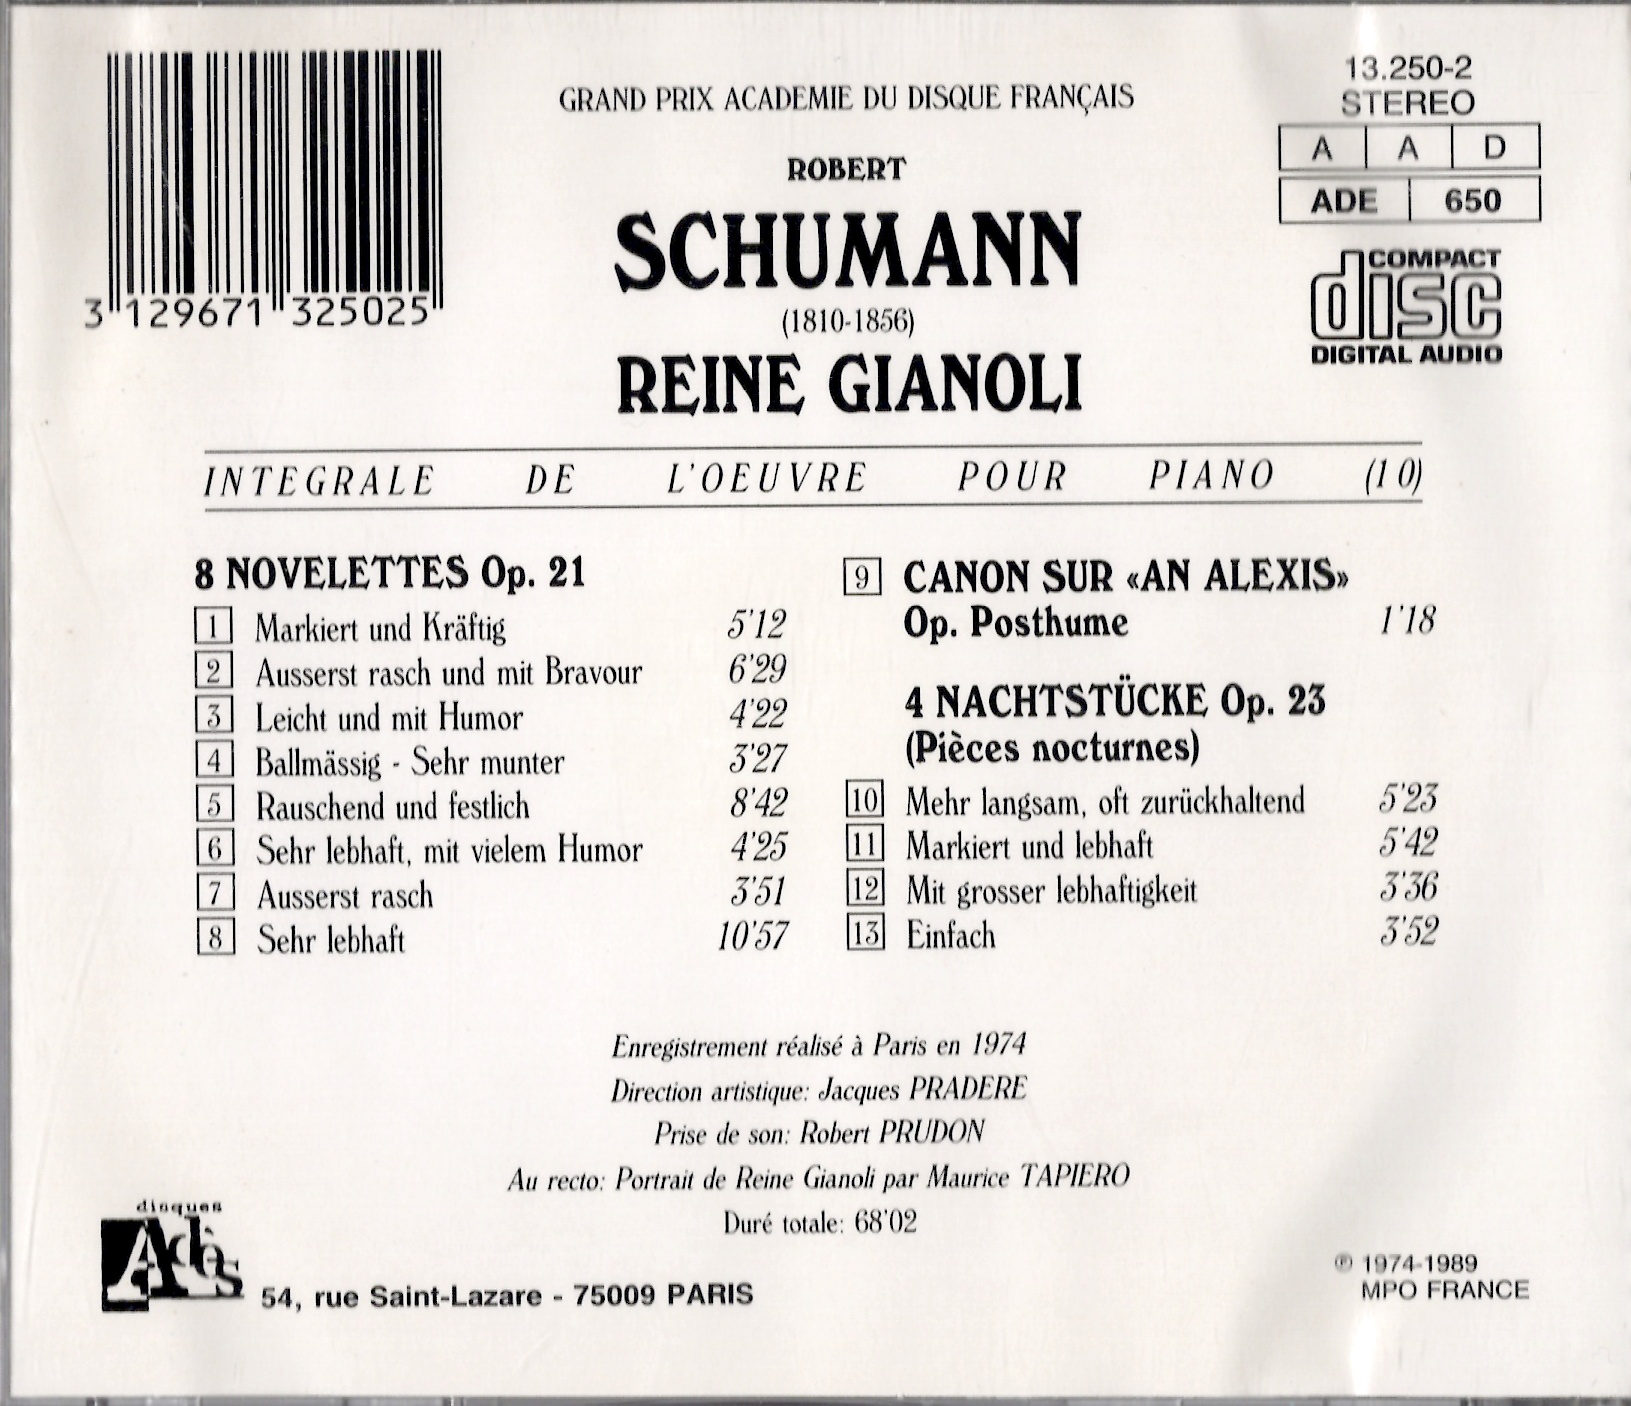 GRAND PRIX ACADEMIE DU DISQUE FRANÇAIS
13.250-2
STEREO
A A D
ADE 650
COMPACT
disc
DIGITAL AUDIO
3 129671 325025
ROBERT
SCHUMANN
(1810-1856)
REINE GIANOLI
INTEGRALE DE L'OEUVRE POUR PIANO (10)
8 NOVELETTES Op. 21
1 Markiert und Kräftig 5'12
2 Ausserst rasch und mit Bravour 6'29
3 Leicht und mit Humor 4'22
4 Ballmässig - Sehr munter 3'27
5 Rauschend und festlich 8'42
6 Sehr lebhaft, mit vielem Humor 4'25
7 Ausserst rasch 3'51
8 Sehr lebhaft 10'57
9 CANON SUR «AN ALEXIS»
Op. Posthume 1'18
4 NACHTSTÜCKE Op. 23
(Pièces nocturnes)
10 Mehr langsam, oft zurückhaltend 5'23
11 Markiert und lebhaft 5'42
12 Mit grosser lebhaftigkeit 3'36
13 Einfach 3'52
Enregistrement réalisé à Paris en 1974
Direction artistique: Jacques PRADERE
Prise de son: Robert PRUDON
Au recto: Portrait de Reine Gianoli par Maurice TAPIERO
Duré totale: 68'02
disques
Adès
54, rue Saint-Lazare - 75009 PARIS
℗ 1974-1989
MPO FRANCE